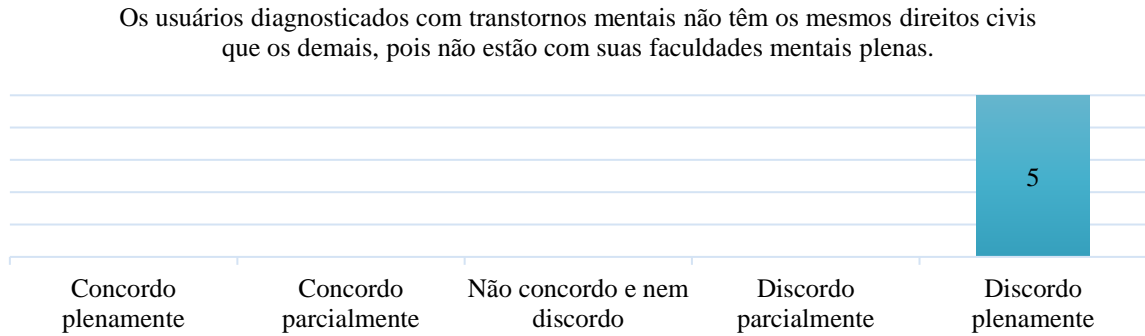 Os usuários diagnosticados com transtornos mentais não têm os mesmos direitos civis
que os demais, pois não estão com suas faculdades mentais plenas.
5
Concordo
plenamente
Concordo
parcialmente
Não concordo e nem
discordo
Discordo
parcialmente
Discordo
plenamente